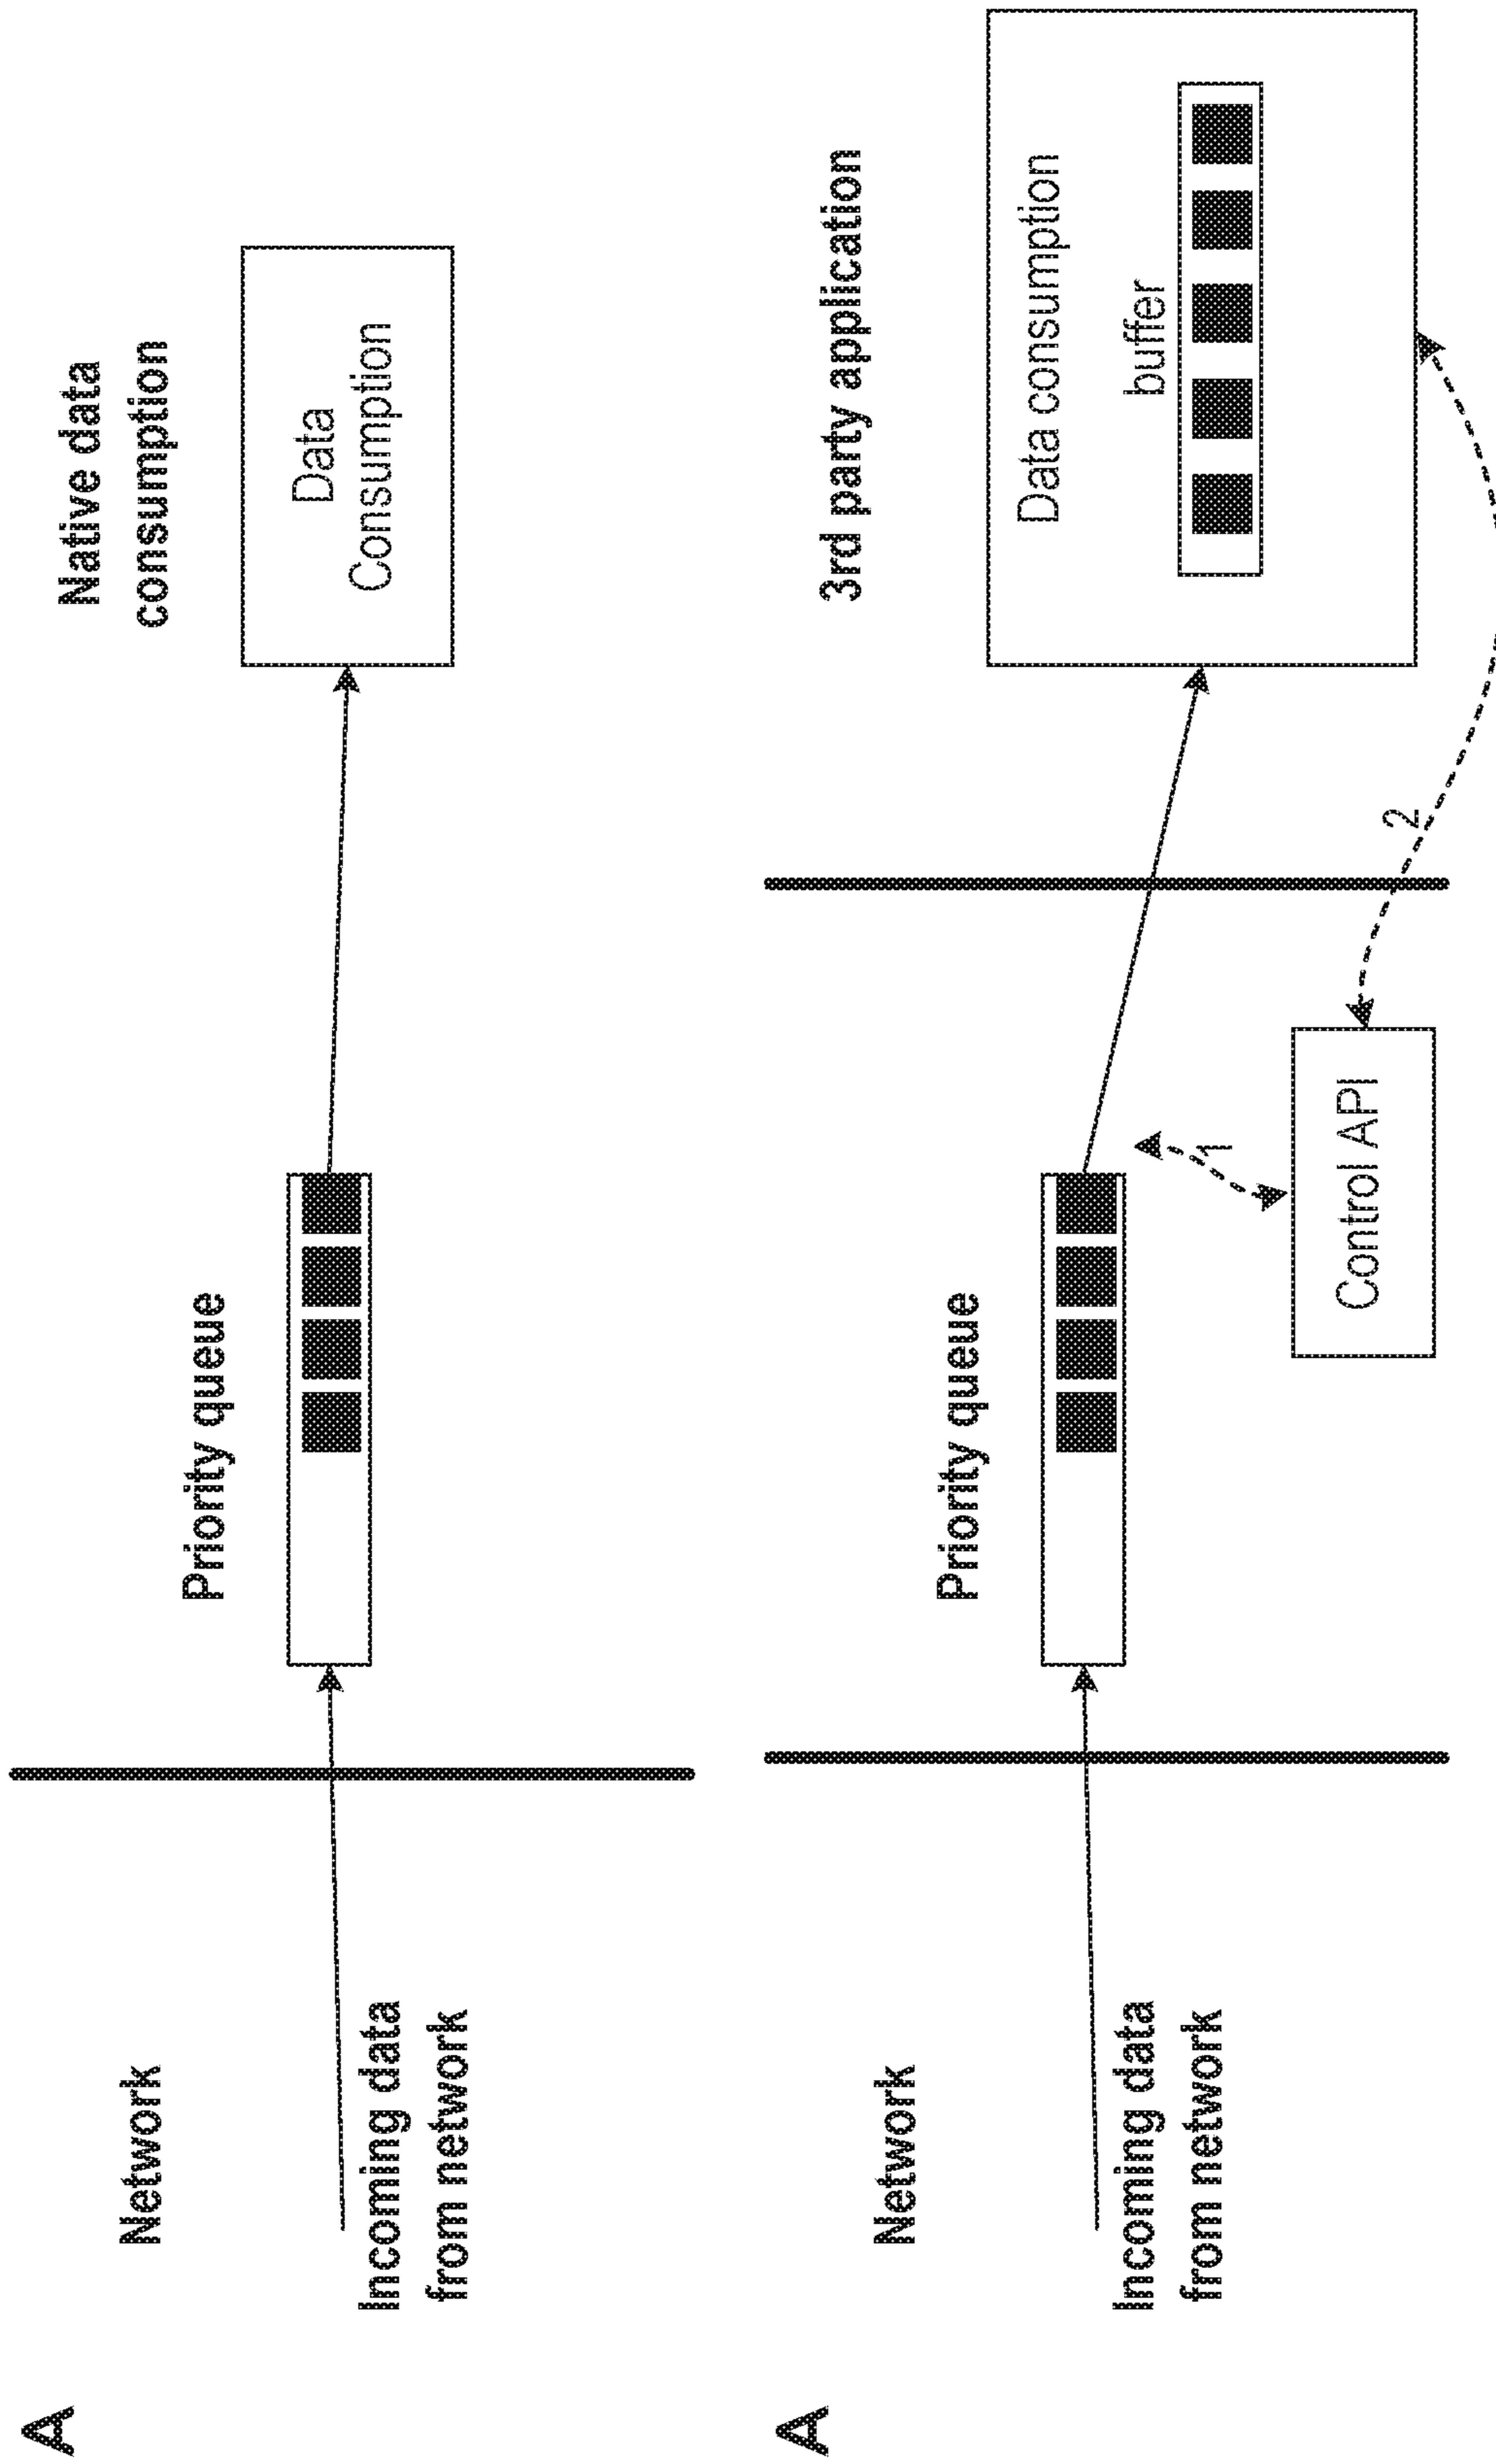 A
Network
Incoming data
from network
Priority queue
Native data
consumption
Data
Consumption
A
Network
Incoming data
from network
Priority queue
1
Control API
2
3rd party application
Data consumption
buffer